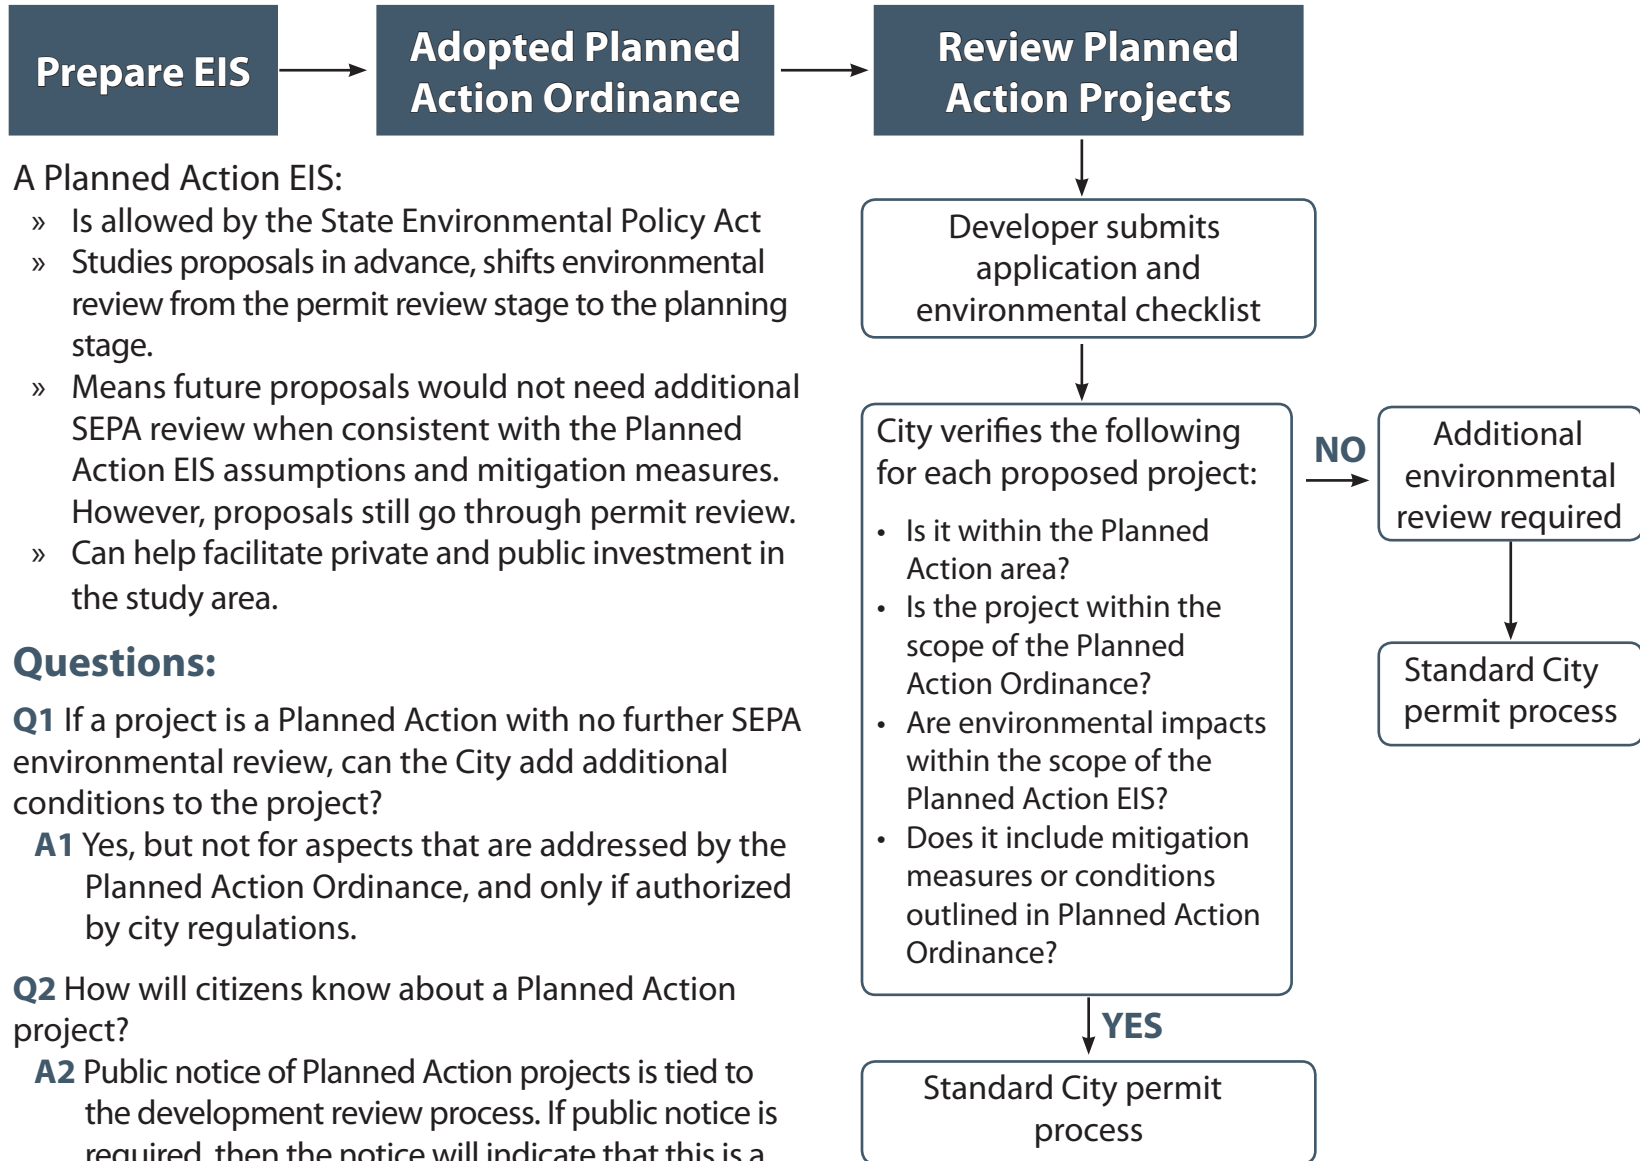 Prepare EIS
Adopted Planned
Action Ordinance
Review Planned
Action Projects
A Planned Action EIS:
» Is allowed by the State Environmental Policy Act
» Studies proposals in advance, shifts environmental
review from the permit review stage to the planning
stage.
» Means future proposals would not need additional
SEPA review when consistent with the Planned
Action EIS assumptions and mitigation measures.
However, proposals still go through permit review.
» Can help facilitate private and public investment in
the study area.
Questions:
Q1 If a project is a Planned Action with no further SEPA
environmental review, can the City add additional
conditions to the project?
A1 Yes, but not for aspects that are addressed by the
Planned Action Ordinance, and only if authorized
by city regulations.
Q2 How will citizens know about a Planned Action
project?
A2 Public notice of Planned Action projects is tied to
the development review process. If public notice is
required, then the notice will indicate that this is a
Developer submits
application and
environmental checklist
City verifies the following
for each proposed project:
• Is it within the Planned
Action area?
• Is the project within the
scope of the Planned
Action Ordinance?
• Are environmental impacts
within the scope of the
Planned Action EIS?
• Does it include mitigation
measures or conditions
outlined in Planned Action
Ordinance?
NO
Additional
environmental
review required
Standard City
permit process
YES
Standard City permit
process